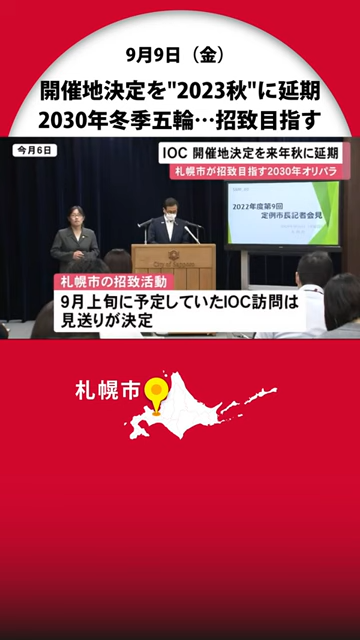 9月9日（金）
開催地決定を"2023秋"に延期
2030年冬季五輪…招致目指す
今月6日
IOC 開催地決定を来年秋に延期
札幌市が招致目指す2030年オリパラ
2022年度第9回
定例市長記者会見
City of Sapporo
札幌市の招致活動
9月上旬に予定していたIOC訪問は
見送りが決定
札幌市